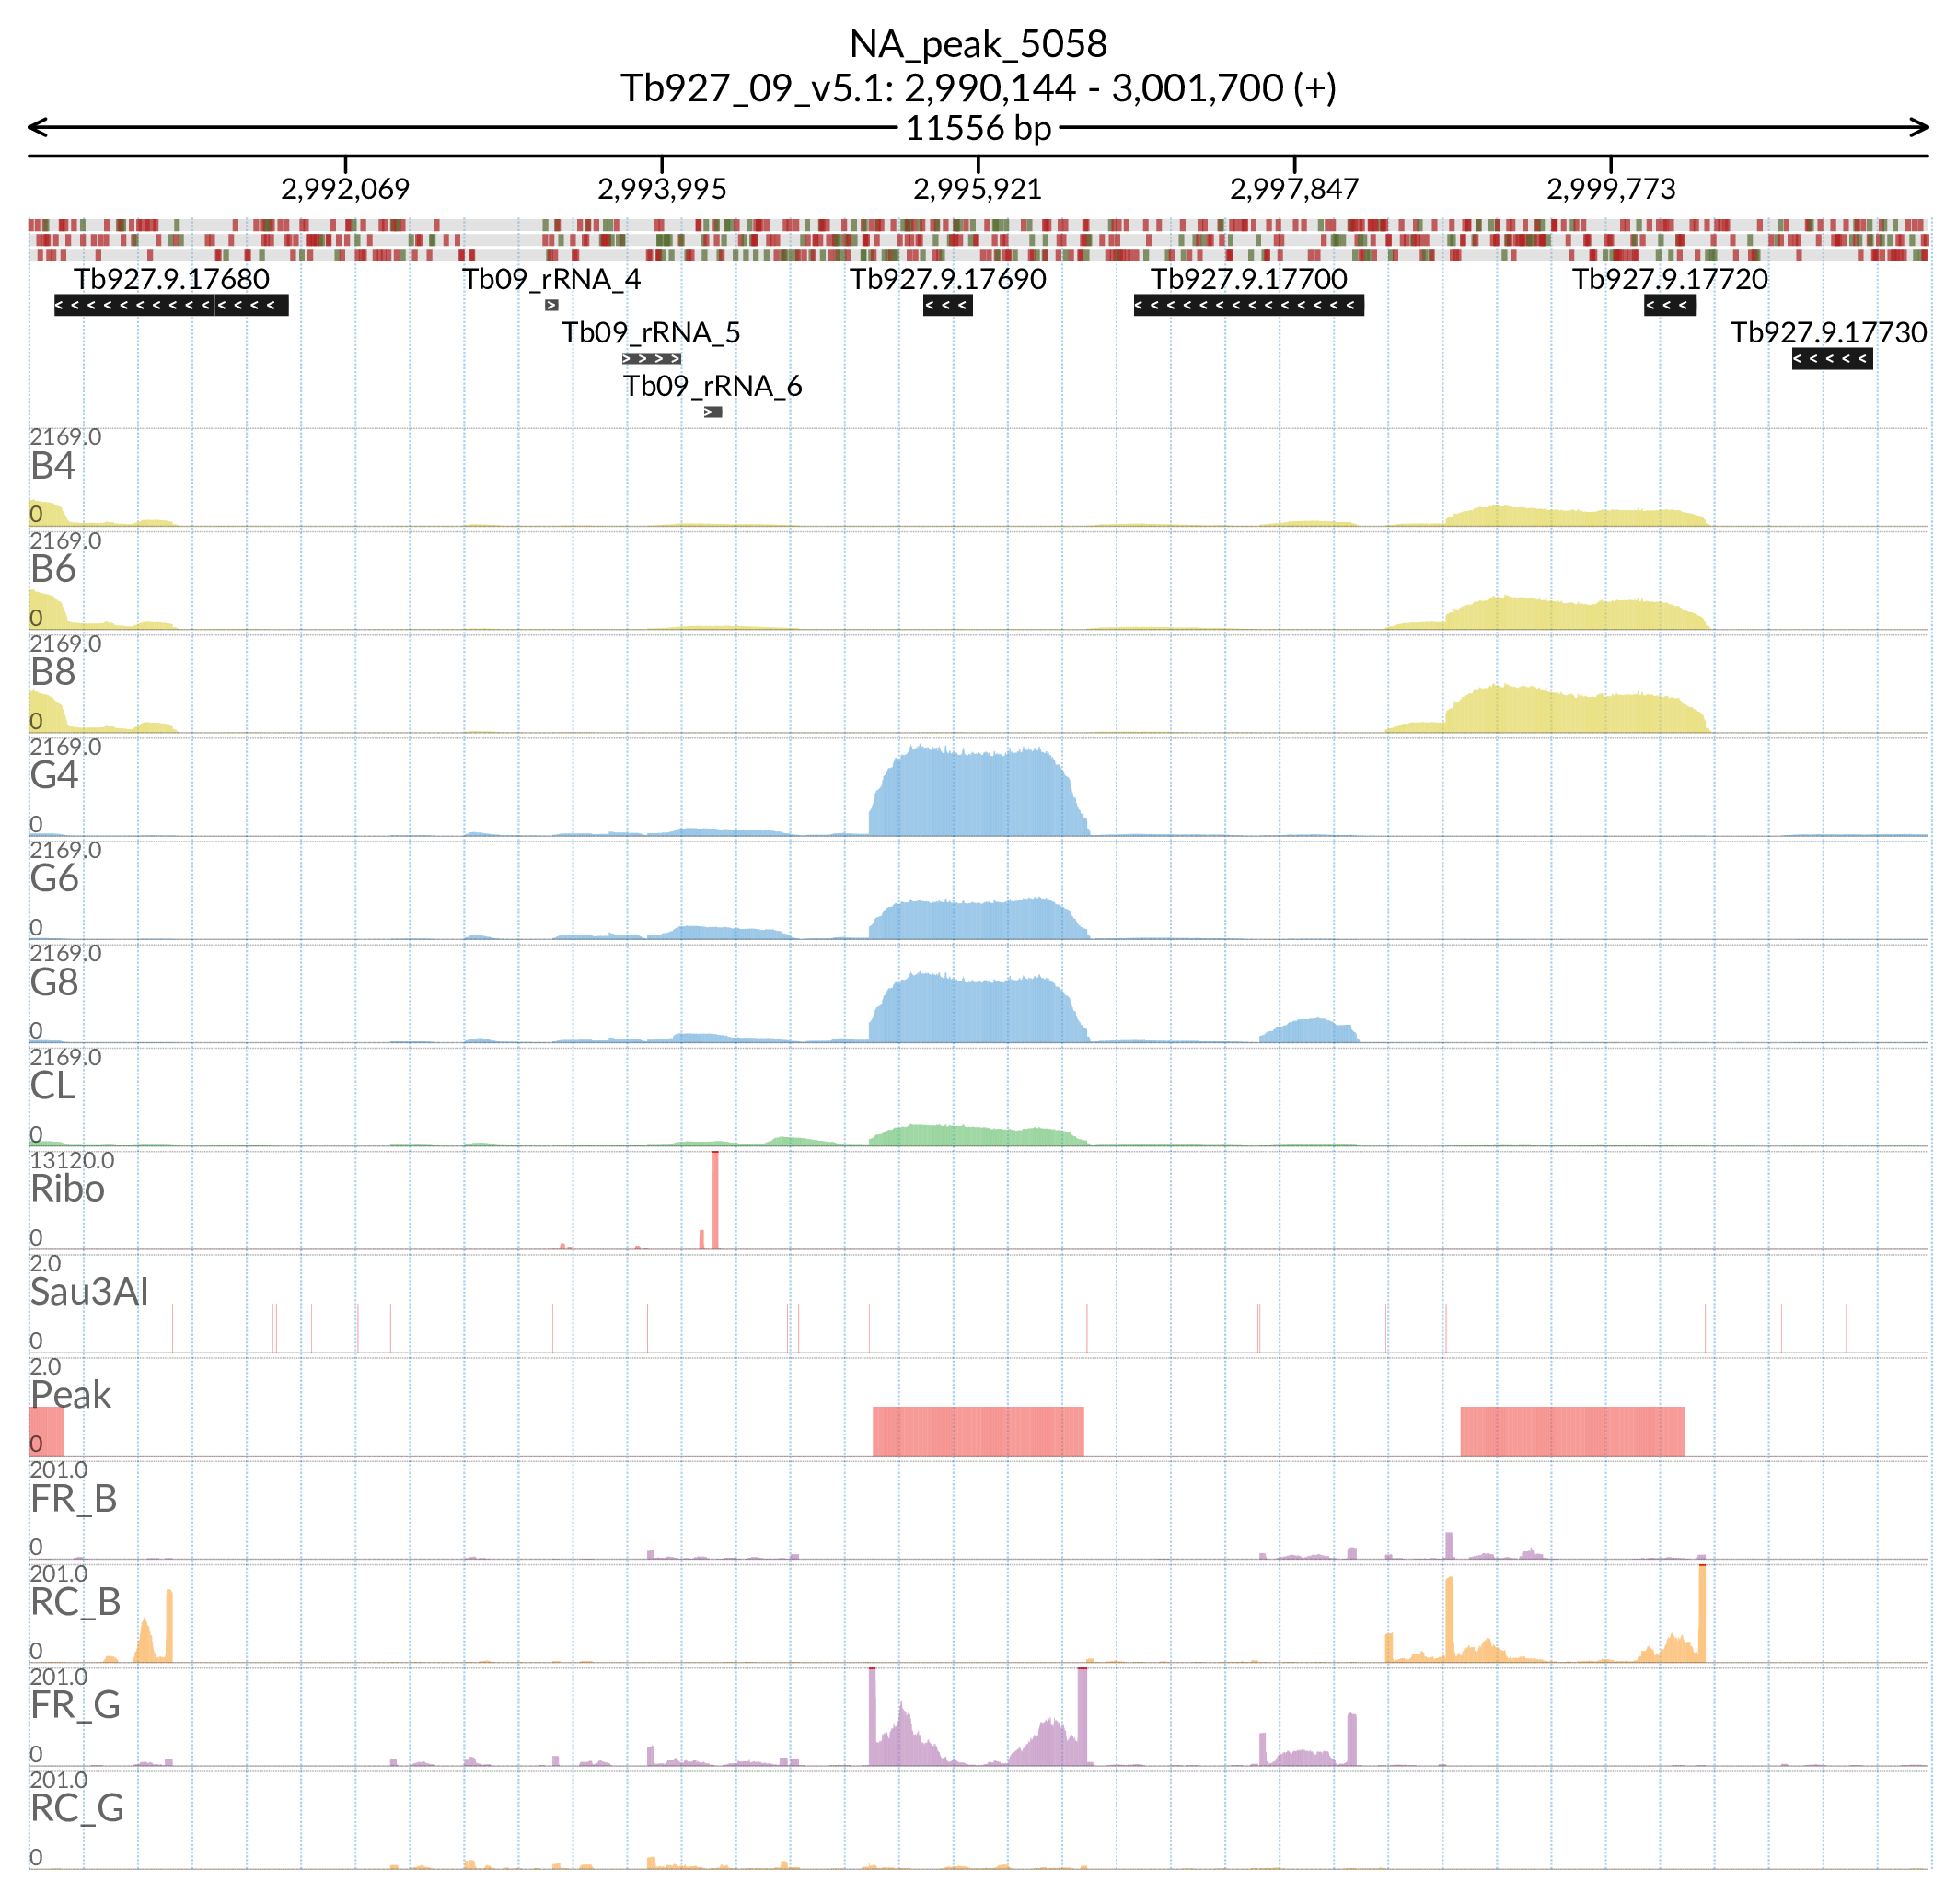 NA_peak_5058
Tb927_09_v5.1: 2,990,144 - 3,001,700 (+)
11556 bp
2,992,069 2,993,995 2,995,921 2,997,847 2,999,773
Tb927.9.17680 Tb09_rRNA_4 Tb927.9.17690 Tb927.9.17700 Tb927.9.17720
Tb09_rRNA_5 Tb927.9.17730
Tb09_rRNA_6
2169.0
B4
0
2169.0
B6
0
2169.0
B8
0
2169.0
G4
0
2169.0
G6
0
2169.0
G8
0
2169.0
CL
0
13120.0
Ribo
0
2.0
Sau3AI
0
2.0
Peak
0
201.0
FR_B
0
201.0
RC_B
0
201.0
FR_G
0
201.0
RC_G
0